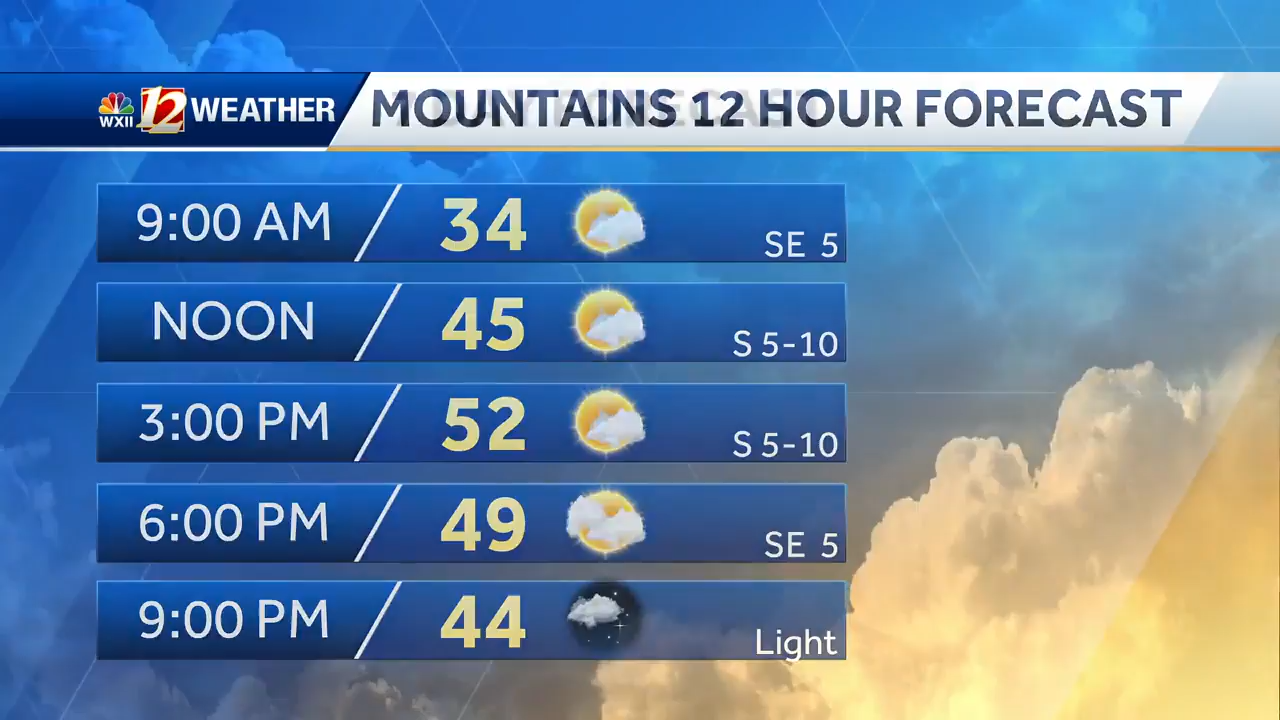 WXII 12 WEATHER
MOUNTAINS 12 HOUR FORECAST
9:00 AM 34 SE 5
NOON 45 S 5-10
3:00 PM 52 S 5-10
6:00 PM 49 SE 5
9:00 PM 44 Light